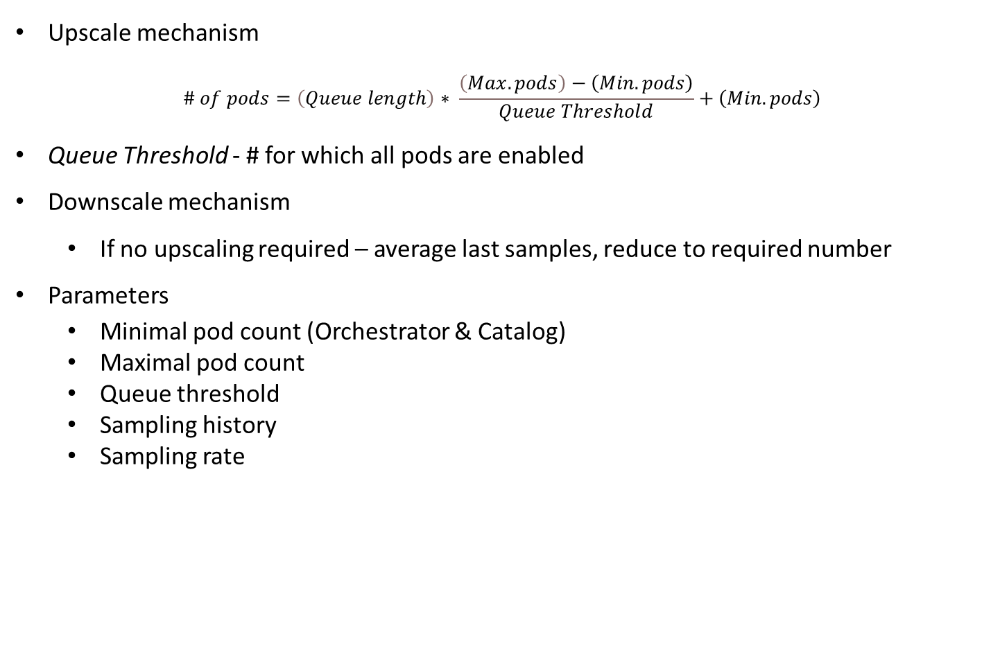 • Upscale mechanism
# of pods = (Queue length) * (Max.pods) − (Min.pods) / Queue Threshold + (Min.pods)
• Queue Threshold - # for which all pods are enabled
• Downscale mechanism
• If no upscaling required – average last samples, reduce to required number
• Parameters
• Minimal pod count (Orchestrator & Catalog)
• Maximal pod count
• Queue threshold
• Sampling history
• Sampling rate